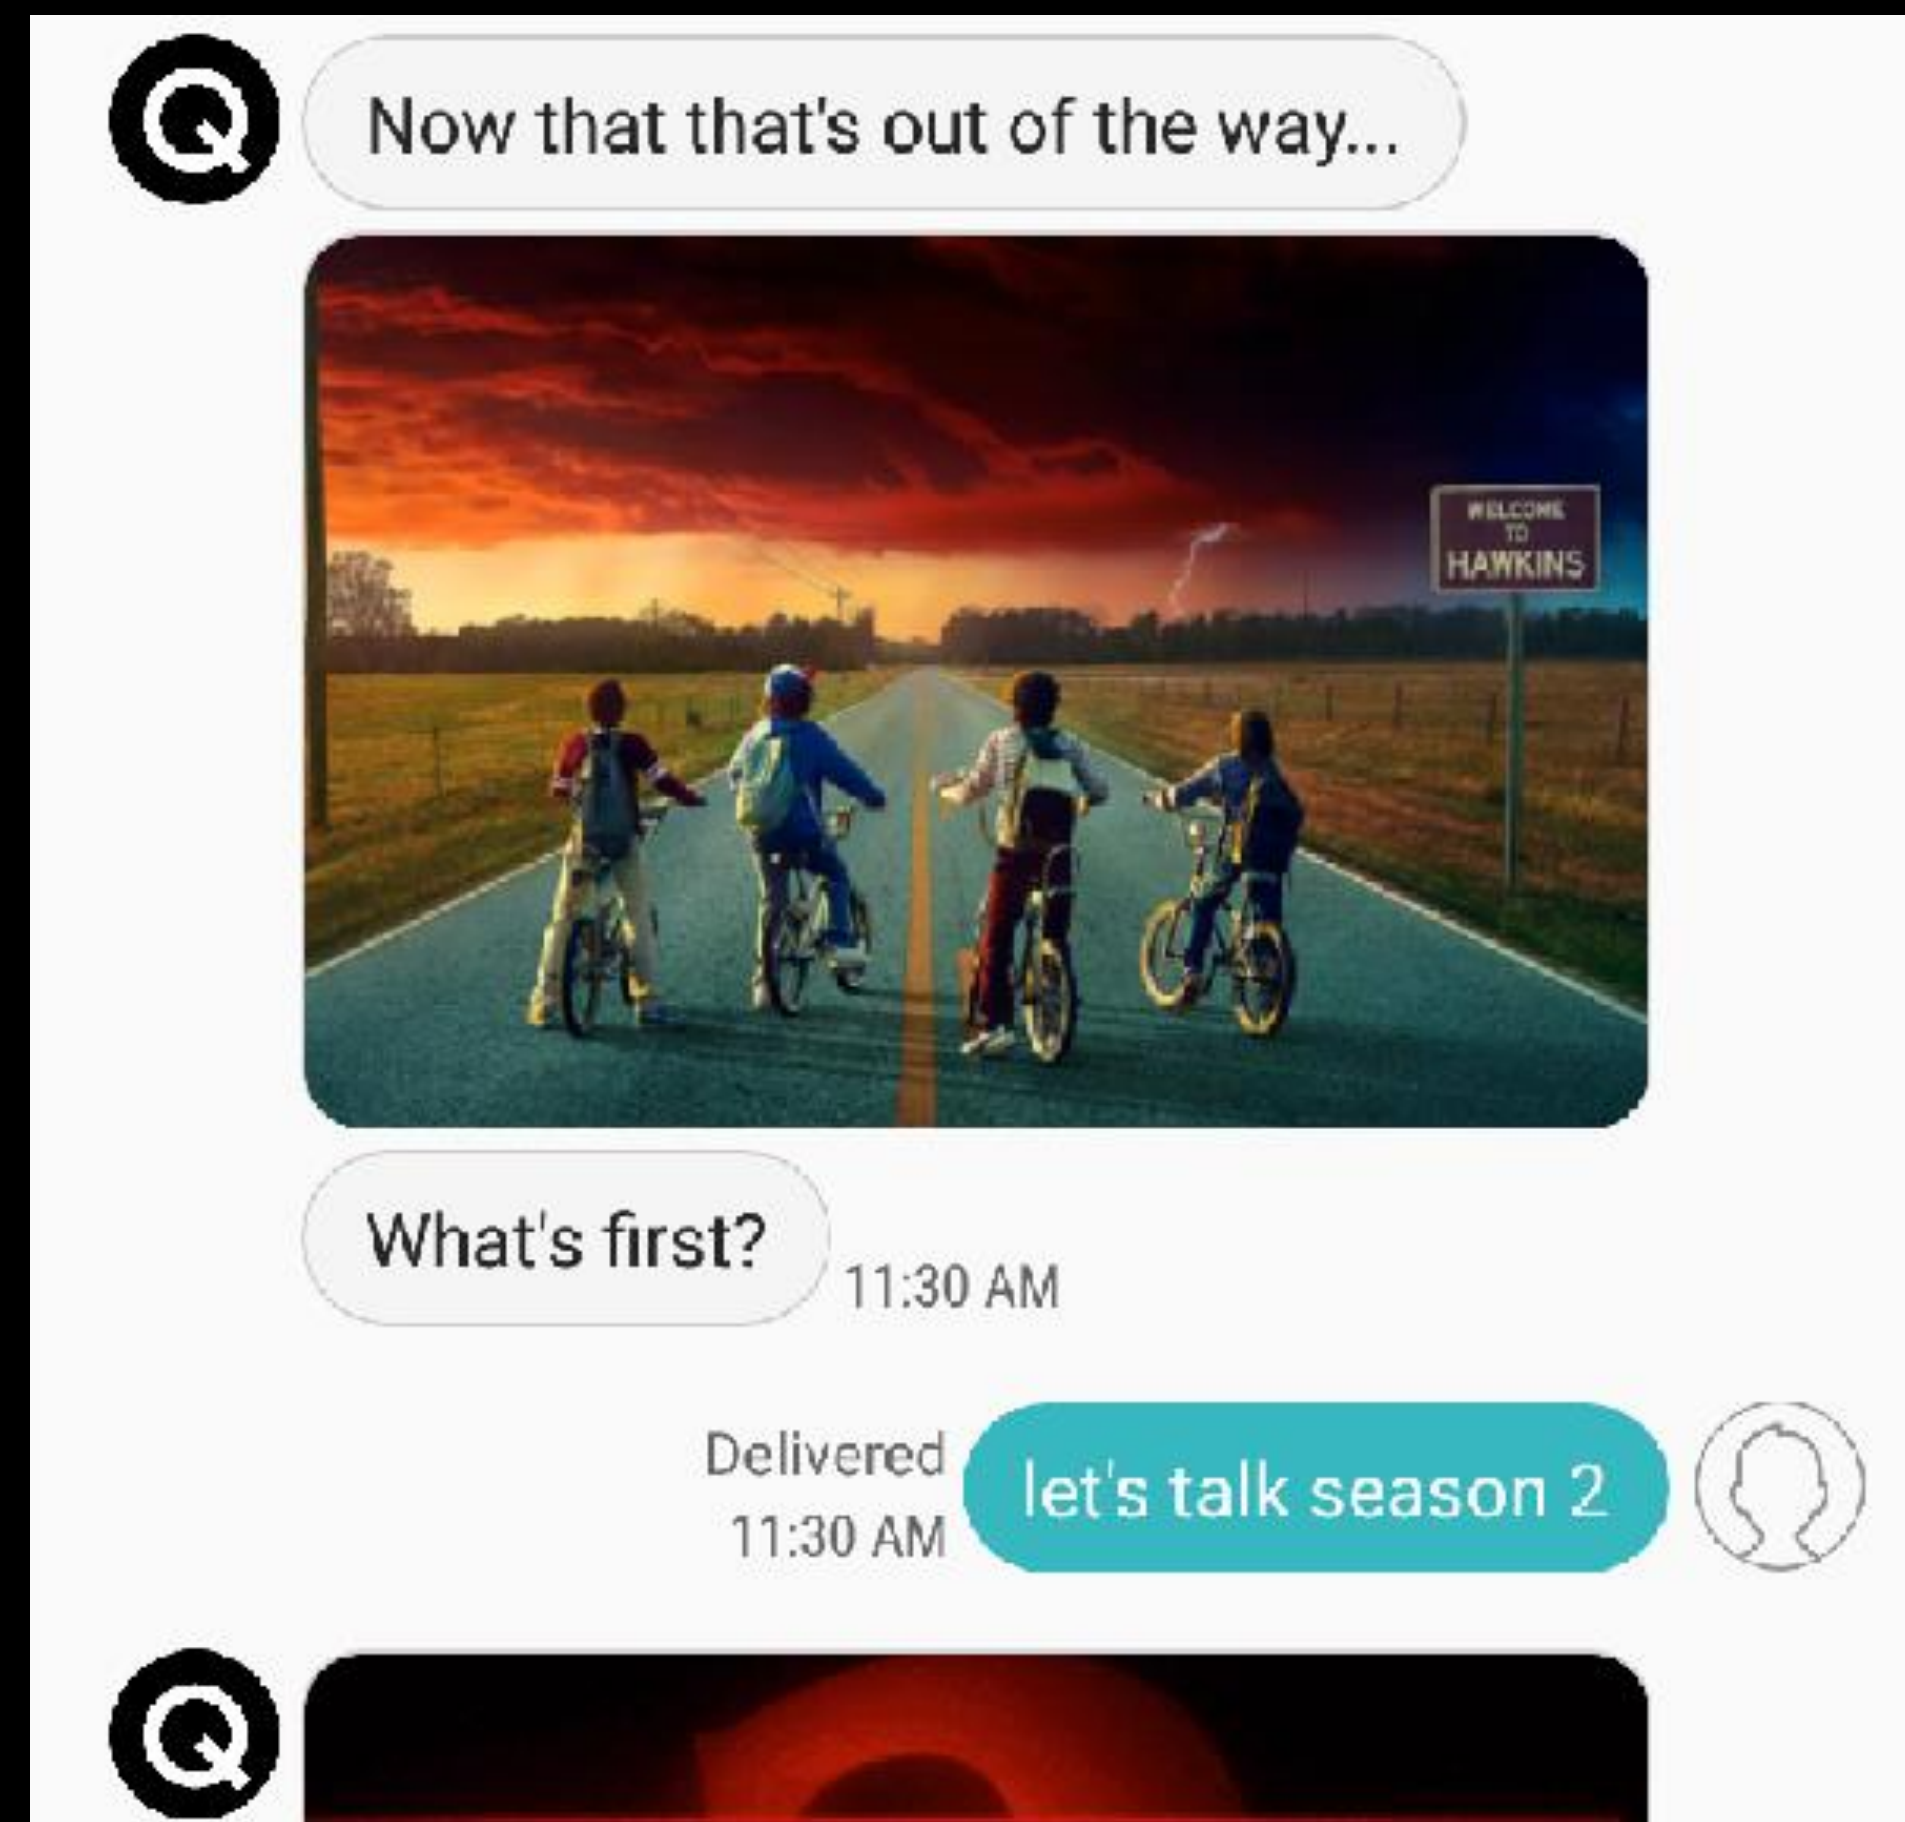 Q
Now that that's out of the way...
WELCOME
TO
HAWKINS
What's first?
11:30 AM
Delivered
11:30 AM
let's talk season 2
Q